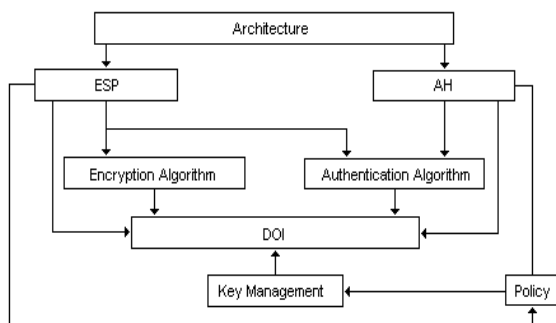 Architecture
ESP
AH
Encryption Algorithm
Authentication Algorithm
DOI
Key Management
Policy